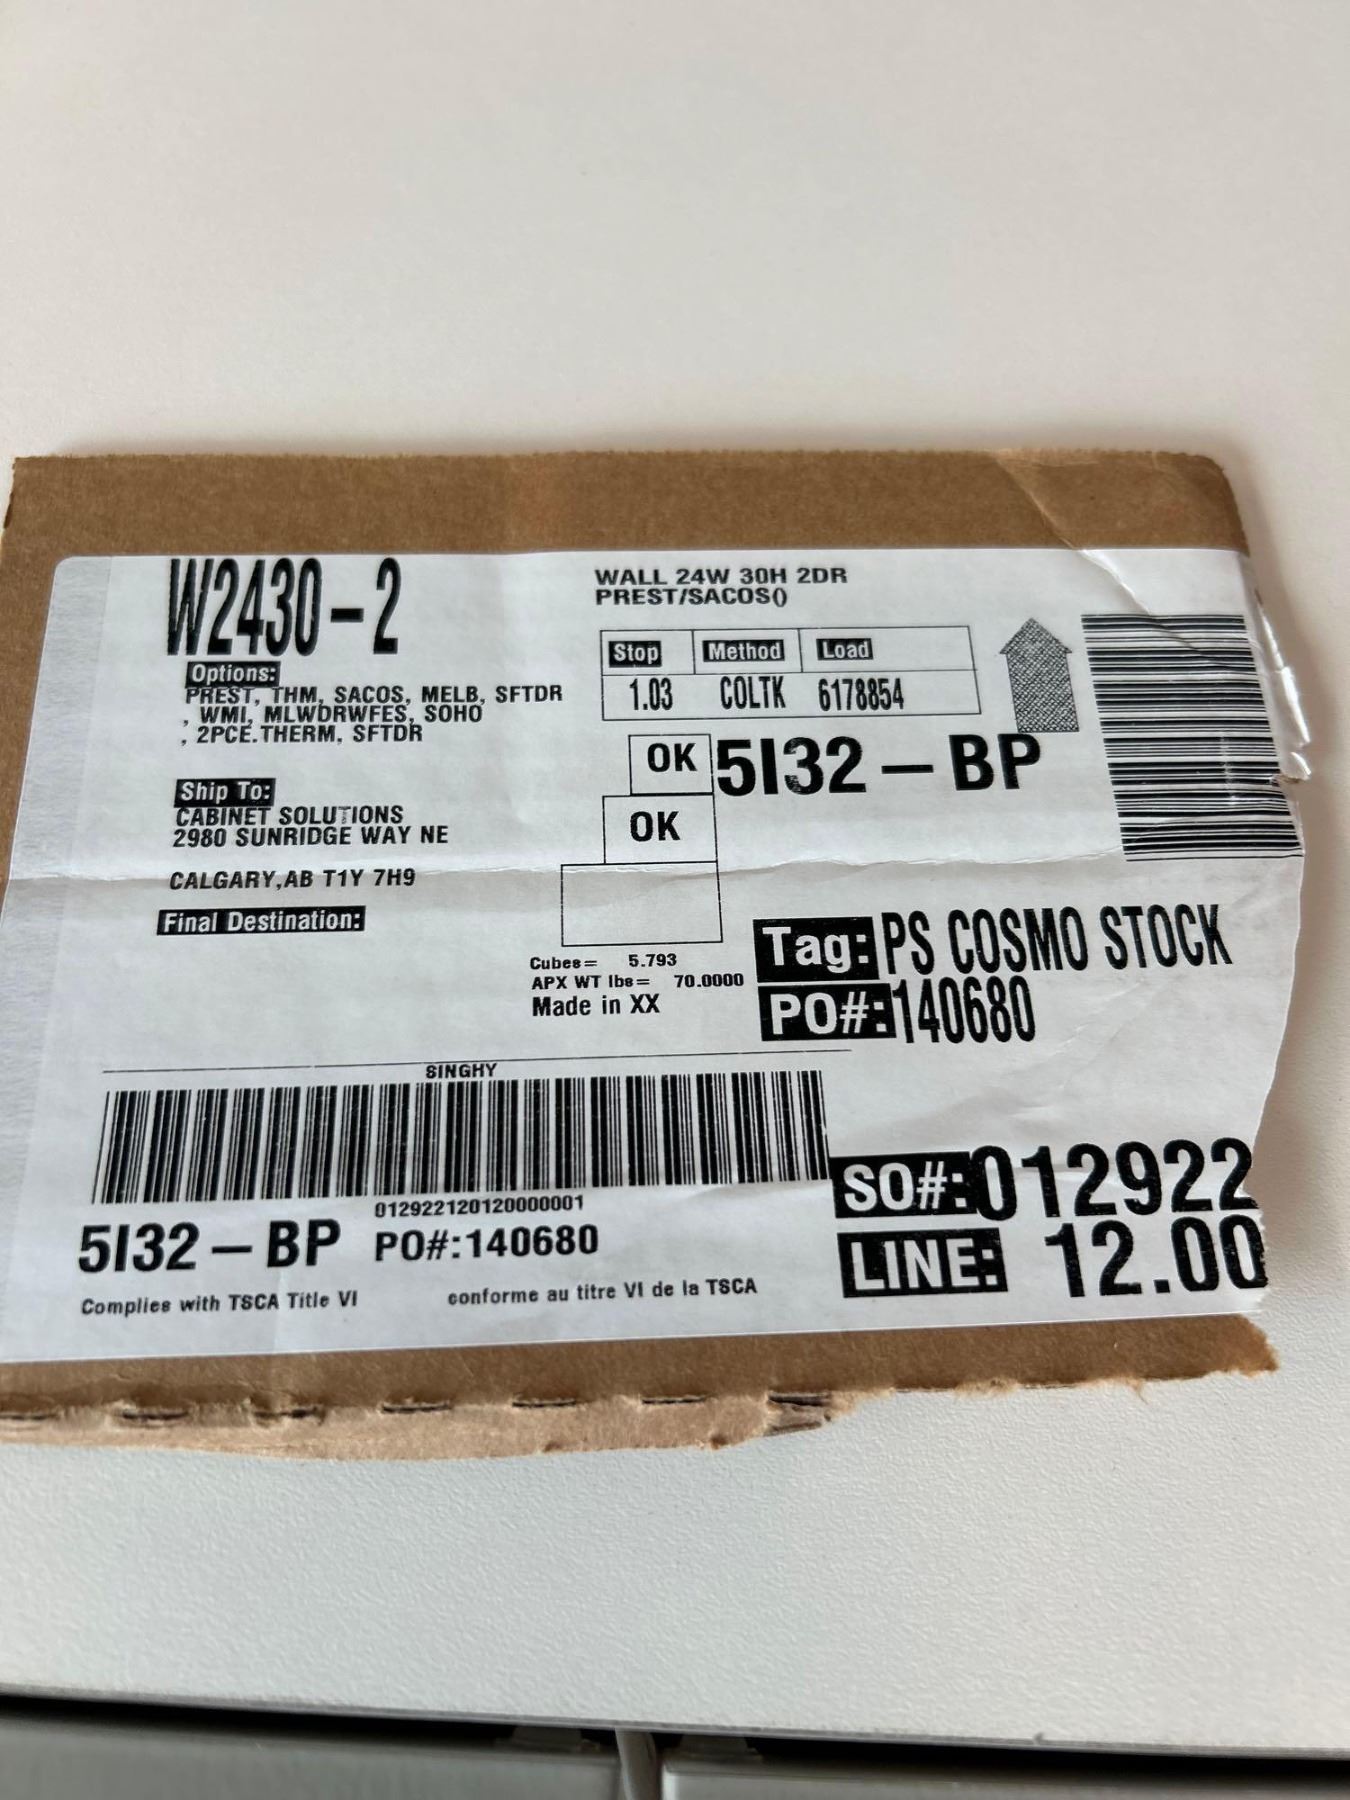 W2430-2
WALL 24W 30H 2DR
PREST/SACOS()
Options:
PREST, THM, SACOS, MELB, SFTDR
, WMI, MLWDRWFES, SOHO
, 2PCE.THERM, SFTDR
Stop Method Load
1.03 COLTK 6178854
OK 5I32-BP
OK
Ship To:
CABINET SOLUTIONS
2980 SUNRIDGE WAY NE
CALGARY,AB T1Y 7H9
Final Destination:
Cubes= 5.793
APX WT lbs= 70.0000
Made in XX
Tag: PS COSMO STOCK
PO#: 140680
SINGHY
012922120120000001
5I32-BP PO#:140680
SO#: 012922
LINE: 12.00
Complies with TSCA Title VI conforme au titre VI de la TSCA